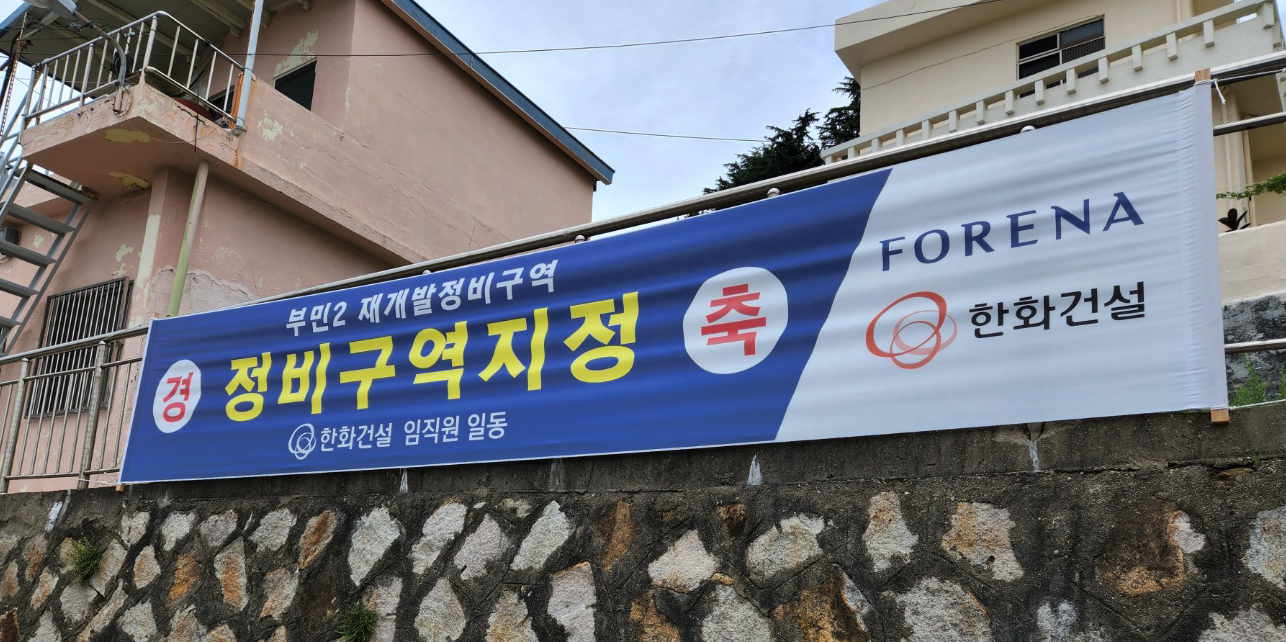 부민2 재개발정비구역
경 정비구역지정 축
한화건설 임직원 일동
FORENA
한화건설